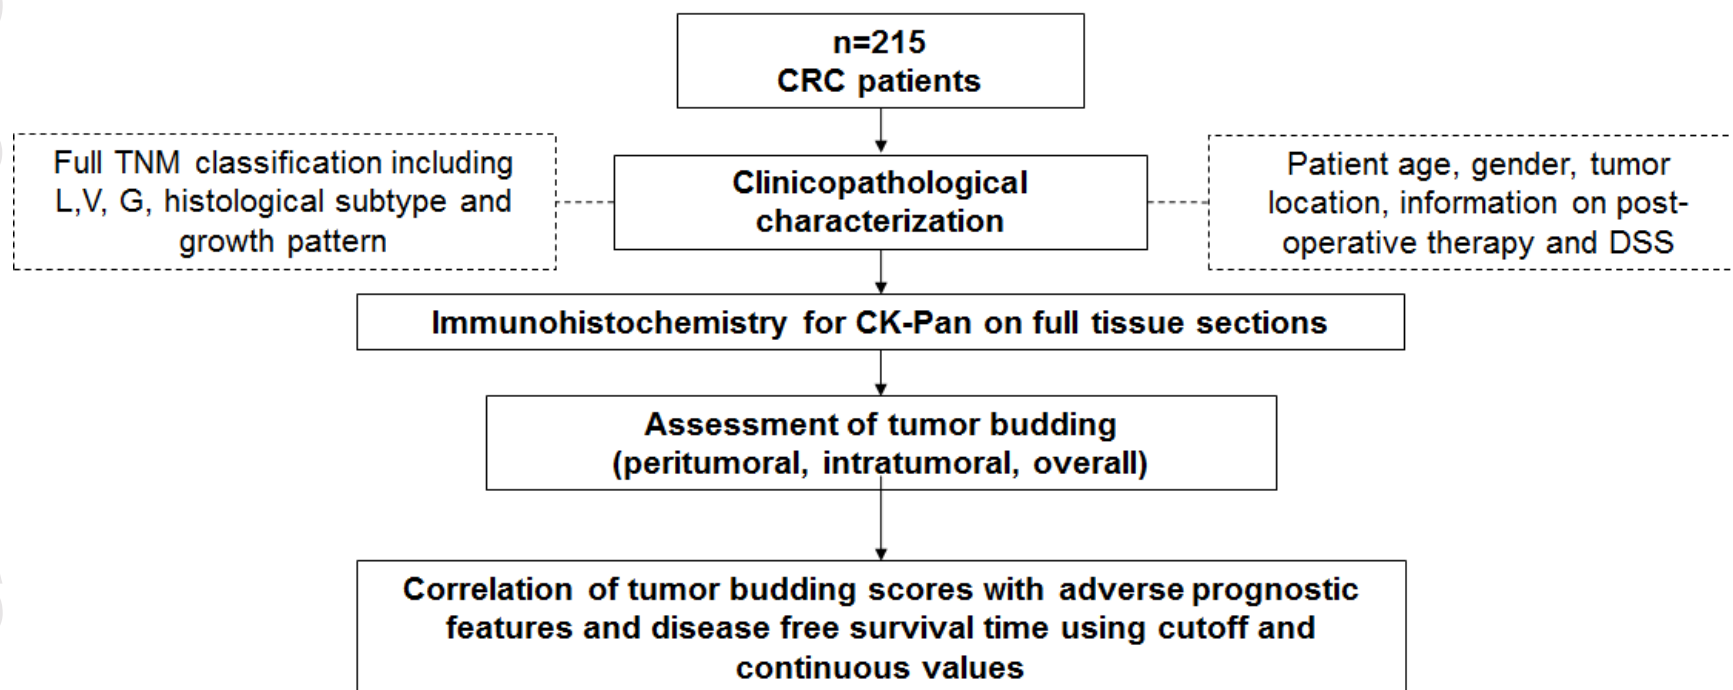 n=215
CRC patients
Full TNM classification including
L,V, G, histological subtype and
growth pattern
Clinicopathological
characterization
Patient age, gender, tumor
location, information on post-
operative therapy and DSS
Immunohistochemistry for CK-Pan on full tissue sections
Assessment of tumor budding
(peritumoral, intratumoral, overall)
Correlation of tumor budding scores with adverse prognostic
features and disease free survival time using cutoff and
continuous values